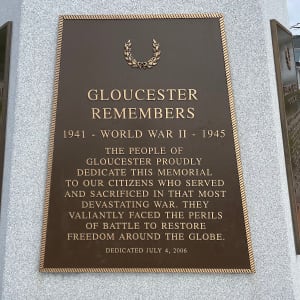 GLOUCESTER
REMEMBERS
1941 - WORLD WAR II - 1945
THE PEOPLE OF
GLOUCESTER PROUDLY
DEDICATE THIS MEMORIAL
TO OUR CITIZENS WHO SERVED
AND SACRIFICED IN THAT MOST
DEVASTATING WAR. THEY
VALIANTLY FACED THE PERILS
OF BATTLE TO RESTORE
FREEDOM AROUND THE GLOBE.
DEDICATED JULY 4, 2006